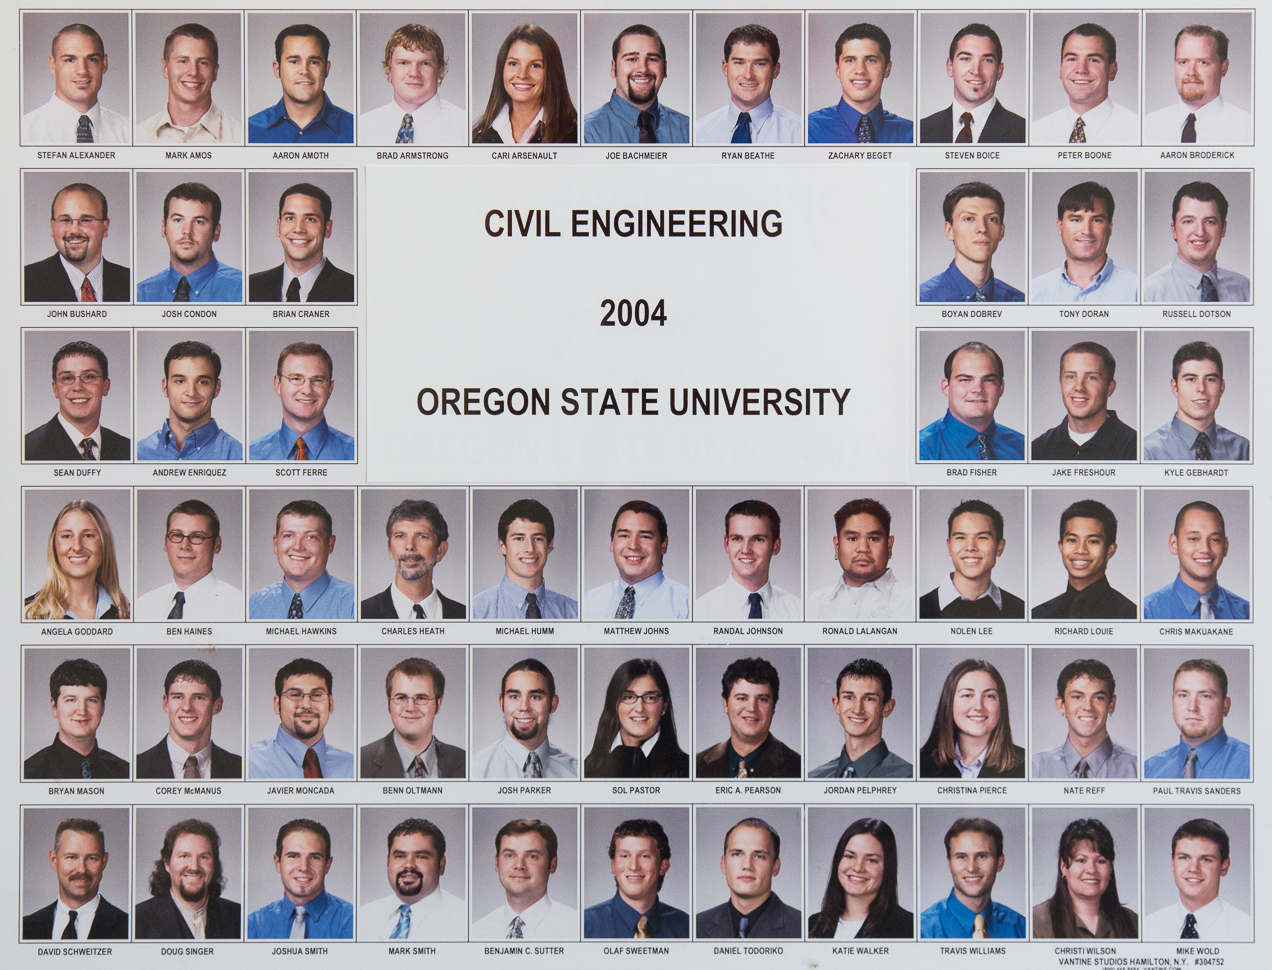 STEFAN ALEXANDER MARK AMOS AARON AMOTH BRAD ARMSTRONG CARI ARSENAULT JOE BACHMEIER RYAN BEATHE ZACHARY BEGET STEVEN BOICE PETER BOONE AARON BRODERICK
CIVIL ENGINEERING
2004
OREGON STATE UNIVERSITY
JOHN BUSHARD JOSH CONDON BRIAN CRANER BOYAN DOBREV TONY DORAN RUSSELL DOTSON
SEAN DUFFY ANDREW ENRIQUEZ SCOTT FERRE BRAD FISHER JAKE FRESHOUR KYLE GEBHARDT
ANGELA GODDARD BEN HAINES MICHAEL HAWKINS CHARLES HEATH MICHAEL HUMM MATTHEW JOHNS RANDAL JOHNSON RONALD LALANGAN NOLEN LEE RICHARD LOUIE CHRIS MAKUAKANE
BRYAN MASON COREY McMANUS JAVIER MONCADA BENN OLTMANN JOSH PARKER SOL PASTOR ERIC A. PEARSON JORDAN PELPHREY CHRISTINA PIERCE NATE REFF PAUL TRAVIS SANDERS
DAVID SCHWEITZER DOUG SINGER JOSHUA SMITH MARK SMITH BENJAMIN C. SUTTER OLAF SWEETMAN DANIEL TODORIKO KATIE WALKER TRAVIS WILLIAMS CHRISTI WILSON MIKE WOLD
VANTINE STUDIOS HAMILTON, N.Y. #304752